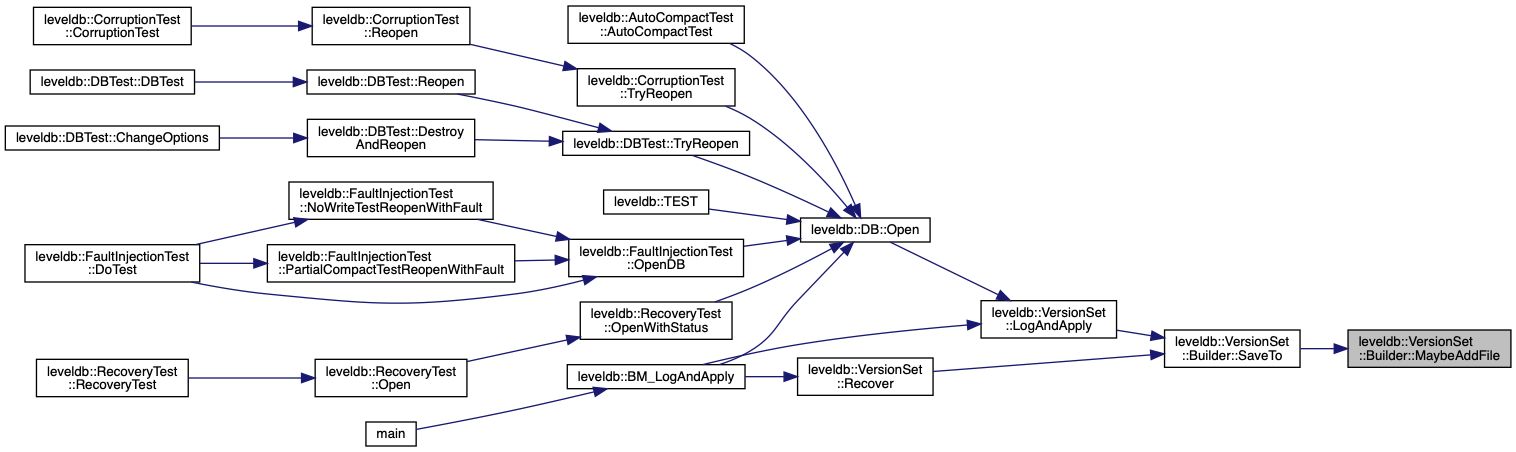 leveldb::CorruptionTest
::CorruptionTest
leveldb::CorruptionTest
::Reopen
leveldb::AutoCompactTest
::AutoCompactTest
leveldb::DBTest::DBTest
leveldb::DBTest::Reopen
leveldb::CorruptionTest
::TryReopen
leveldb::DBTest::ChangeOptions
leveldb::DBTest::Destroy
AndReopen
leveldb::DBTest::TryReopen
leveldb::FaultInjectionTest
::NoWriteTestReopenWithFault
leveldb::TEST
leveldb::DB::Open
leveldb::FaultInjectionTest
::DoTest
leveldb::FaultInjectionTest
::PartialCompactTestReopenWithFault
leveldb::FaultInjectionTest
::OpenDB
leveldb::RecoveryTest
::OpenWithStatus
leveldb::VersionSet
::LogAndApply
leveldb::VersionSet
::Builder::SaveTo
leveldb::VersionSet
::Builder::MaybeAddFile
leveldb::RecoveryTest
::RecoveryTest
leveldb::RecoveryTest
::Open
leveldb::BM_LogAndApply
leveldb::VersionSet
::Recover
main